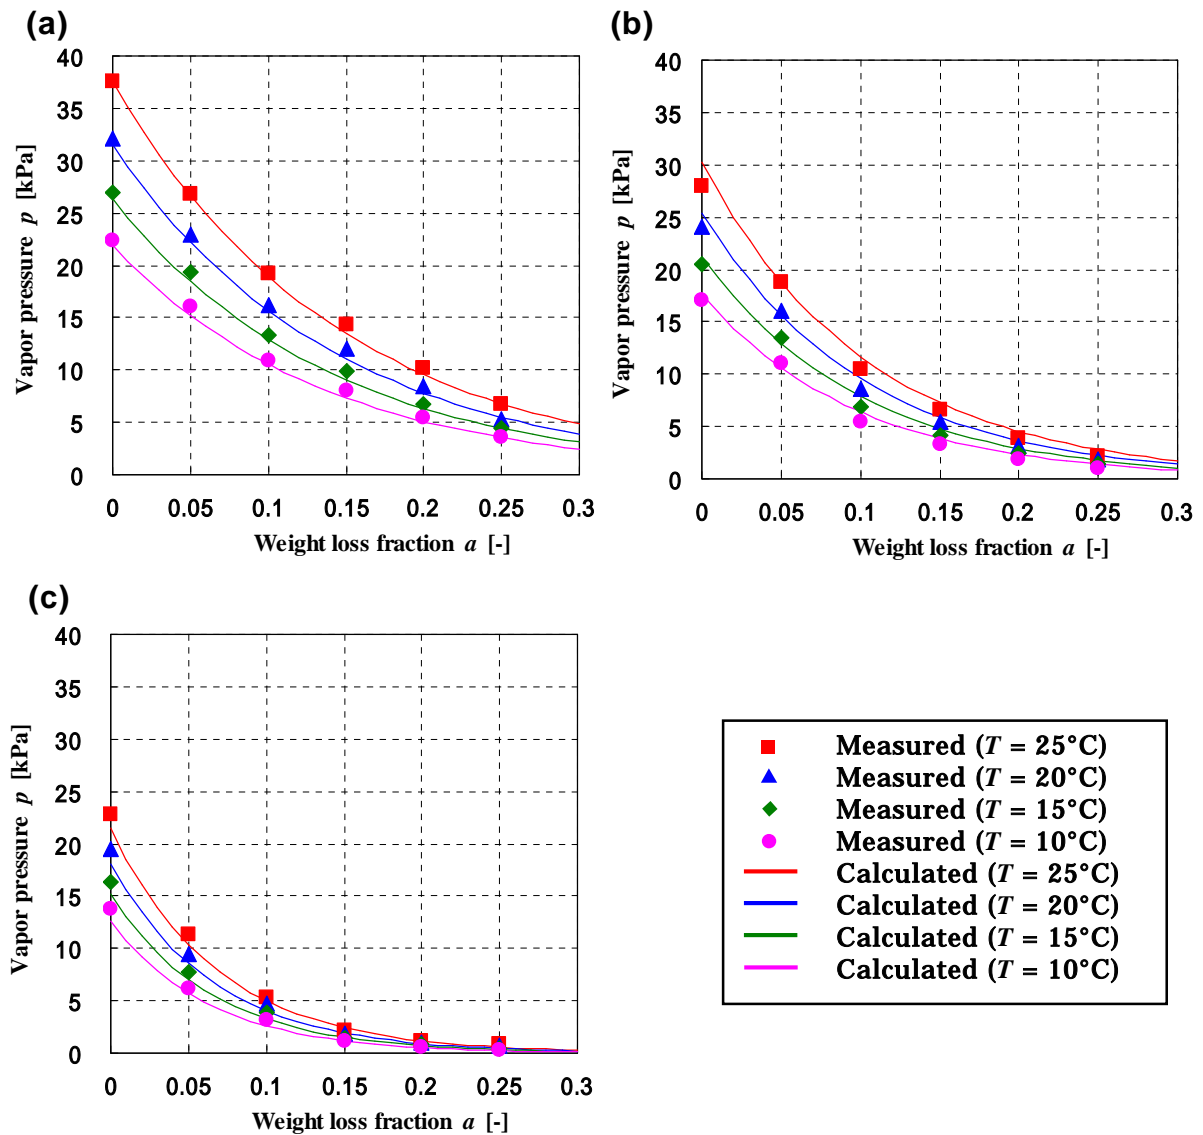 (a)
40
35
30
25
20
15
10
5
0
Vapor pressure p [kPa]
0 0.05 0.1 0.15 0.2 0.25 0.3
Weight loss fraction a [-]
(b)
40
35
30
25
20
15
10
5
0
Vapor pressure p [kPa]
0 0.05 0.1 0.15 0.2 0.25 0.3
Weight loss fraction a [-]
(c)
40
35
30
25
20
15
10
5
0
Vapor pressure p [kPa]
0 0.05 0.1 0.15 0.2 0.25 0.3
Weight loss fraction a [-]
Measured (T = 25°C)
Measured (T = 20°C)
Measured (T = 15°C)
Measured (T = 10°C)
Calculated (T = 25°C)
Calculated (T = 20°C)
Calculated (T = 15°C)
Calculated (T = 10°C)